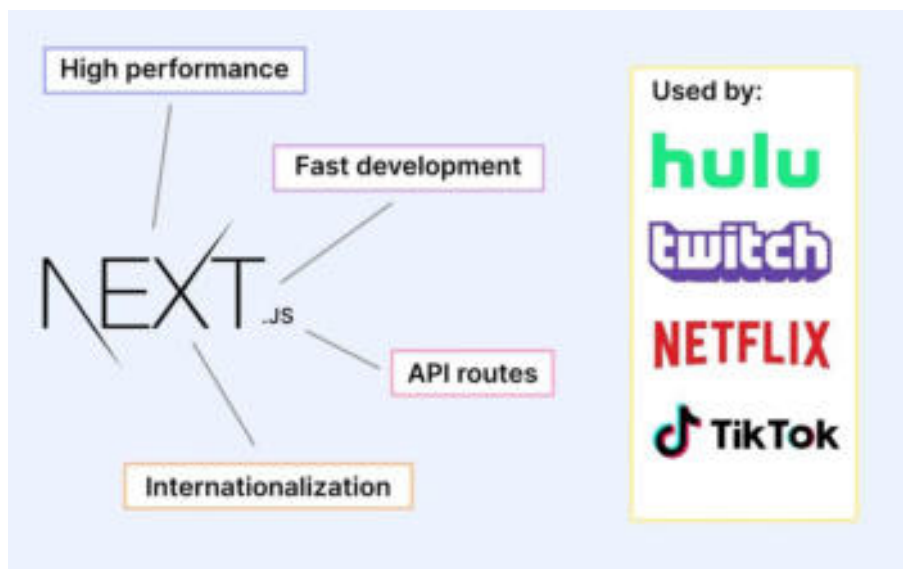 High performance
Fast development
NEXT.JS
API routes
Internationalization
Used by:
hulu
twitch
NETFLIX
TikTok